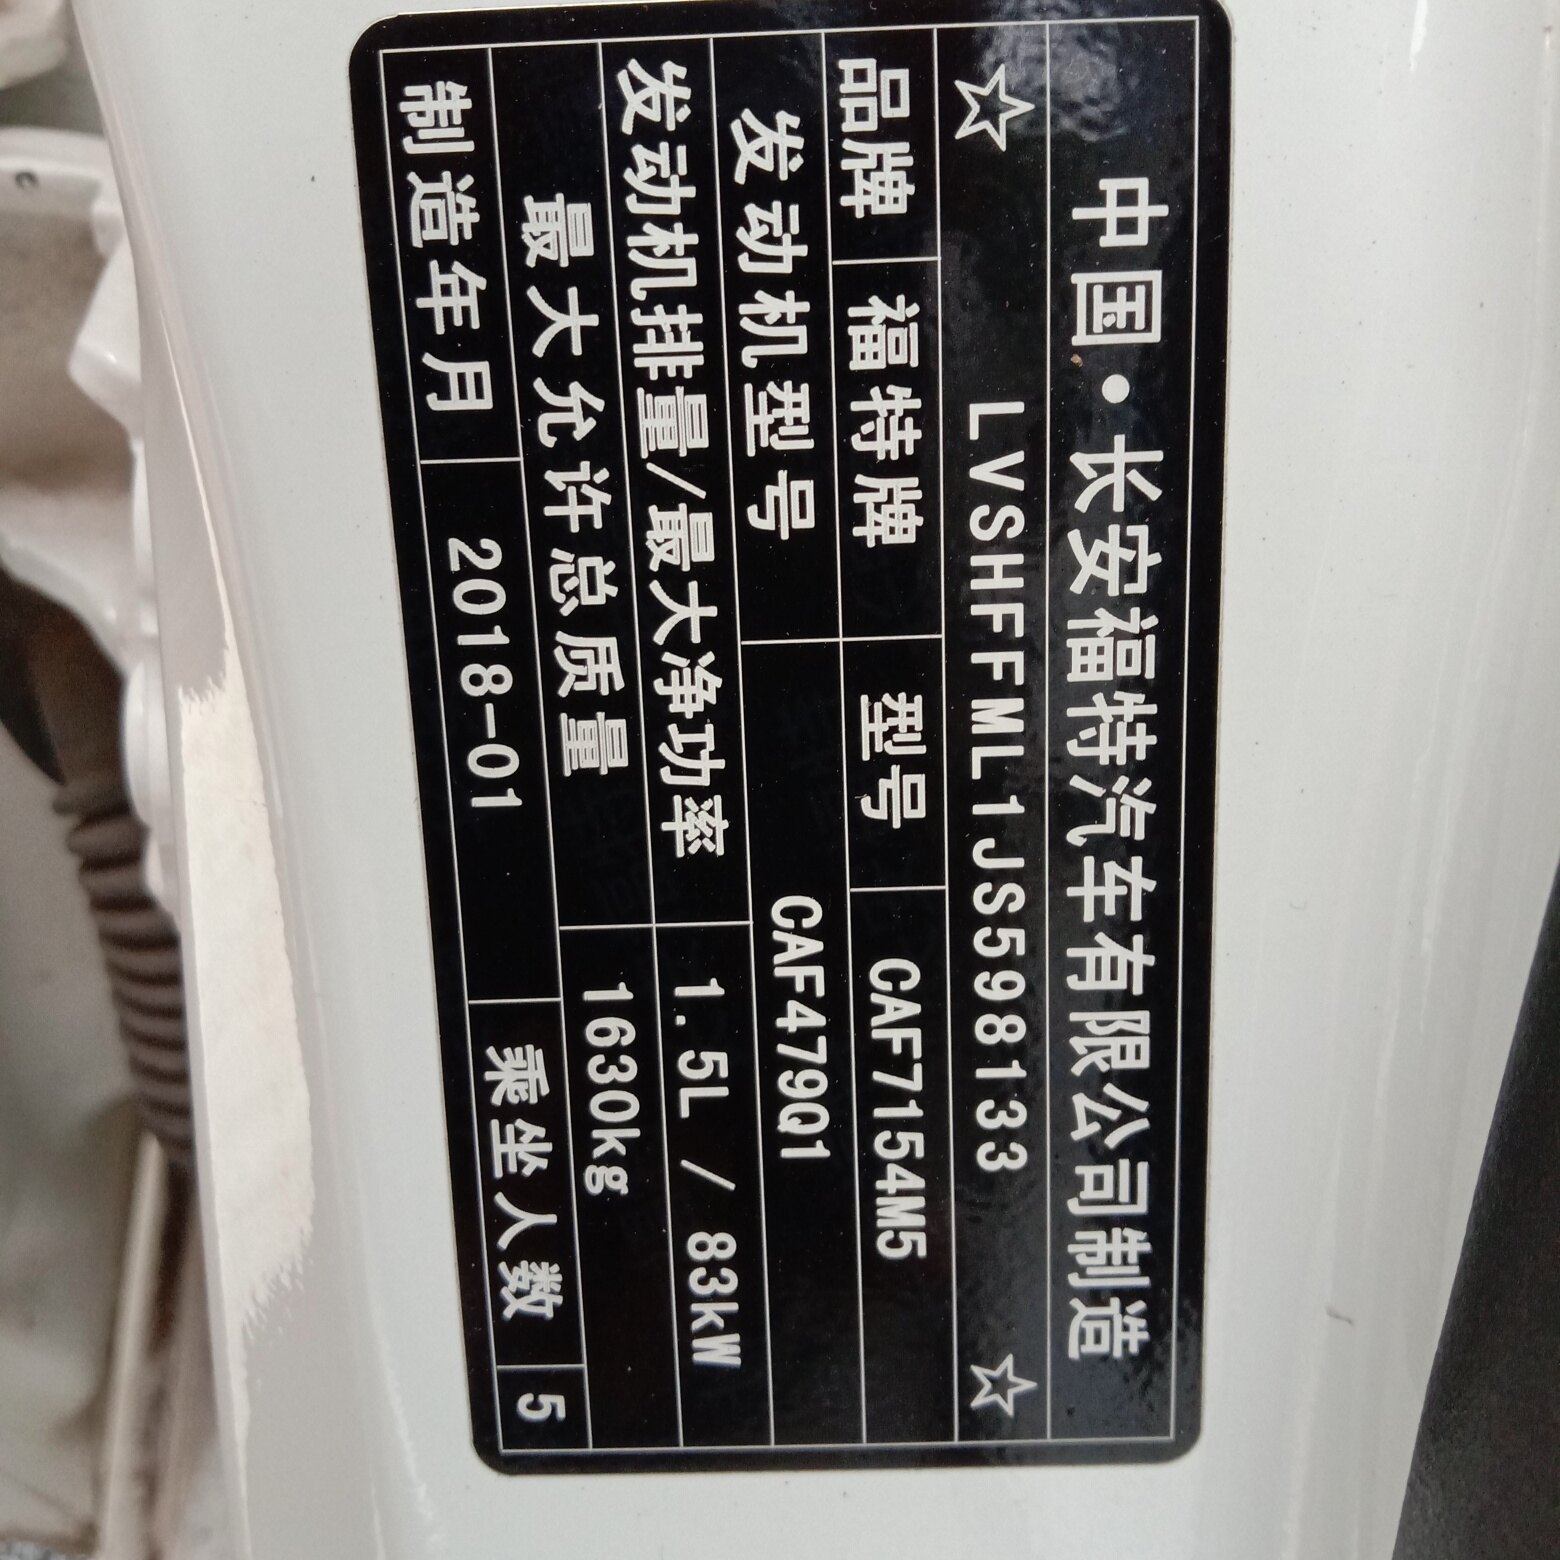 中国·长安福特汽车有限公司制造
☆ LVSHFFML1JS598133 ☆
品牌 福特牌 型号 CAF7154M5
发动机型号 CAF479Q1
发动机排量/最大净功率 1.5L / 83kW
最大允许总质量 1630kg
制造年月 2018-01 乘坐人数 5